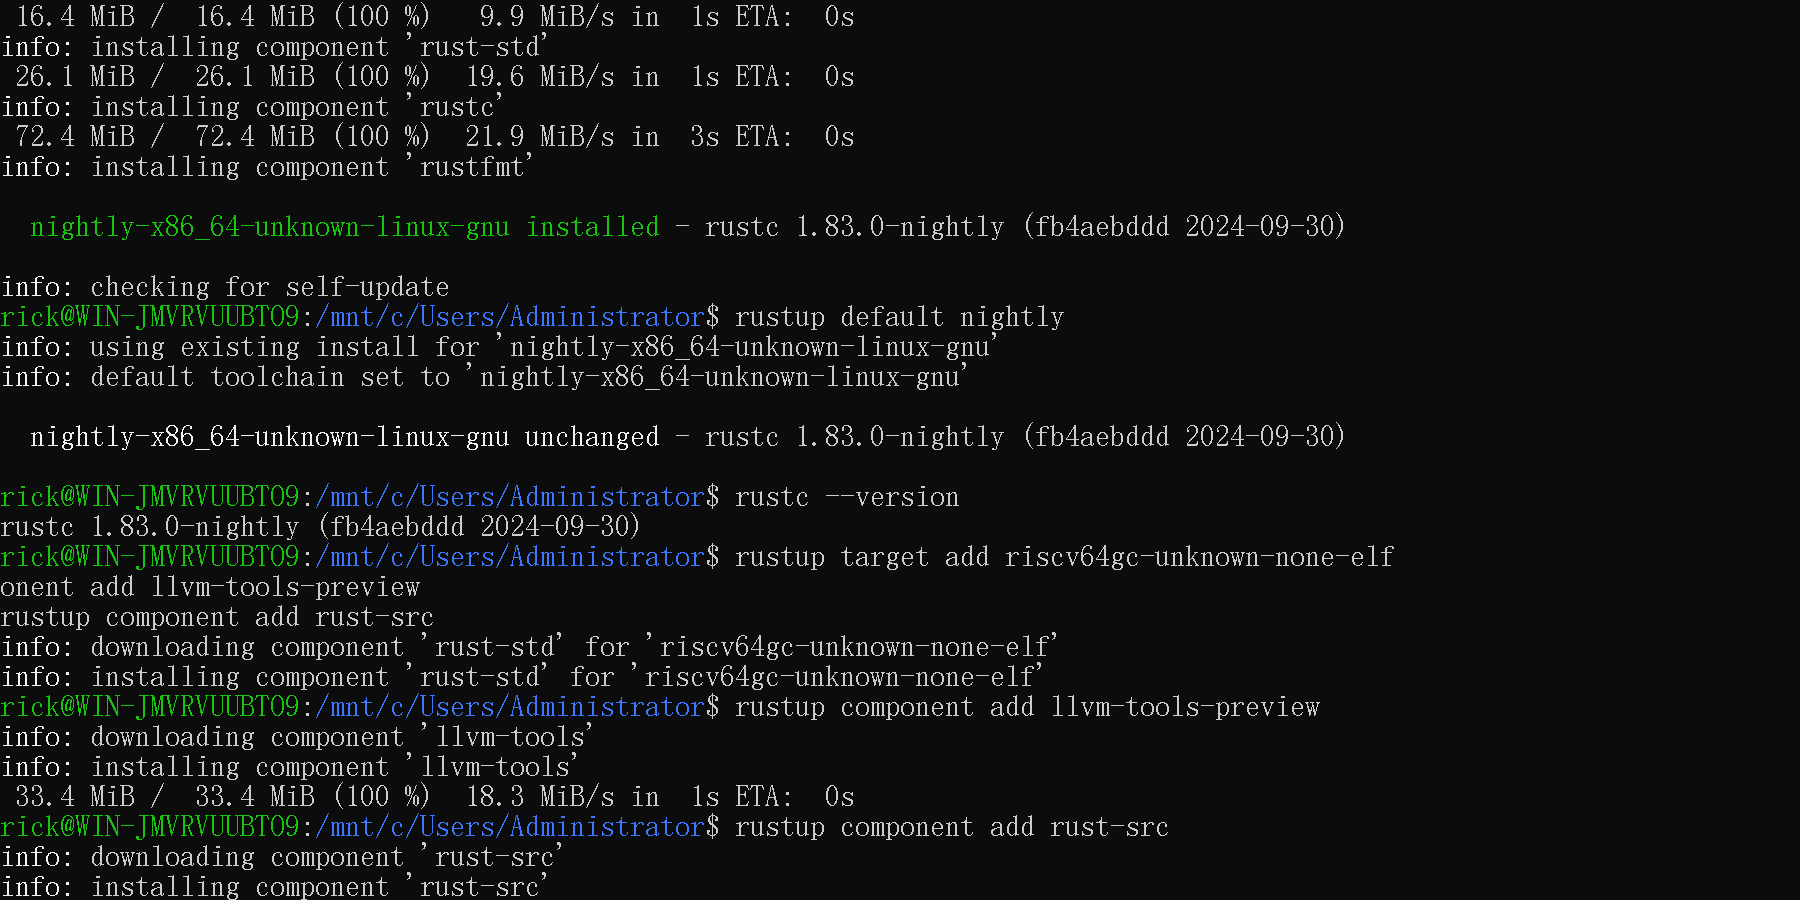 16.4 MiB /  16.4 MiB (100 %)   9.9 MiB/s in  1s ETA:  0s
info: installing component 'rust-std'
 26.1 MiB /  26.1 MiB (100 %)  19.6 MiB/s in  1s ETA:  0s
info: installing component 'rustc'
 72.4 MiB /  72.4 MiB (100 %)  21.9 MiB/s in  3s ETA:  0s
info: installing component 'rustfmt'

  nightly-x86_64-unknown-linux-gnu installed - rustc 1.83.0-nightly (fb4aebddd 2024-09-30)

info: checking for self-update
rick@WIN-JMVRVUUBTO9:/mnt/c/Users/Administrator$ rustup default nightly
info: using existing install for 'nightly-x86_64-unknown-linux-gnu'
info: default toolchain set to 'nightly-x86_64-unknown-linux-gnu'

  nightly-x86_64-unknown-linux-gnu unchanged - rustc 1.83.0-nightly (fb4aebddd 2024-09-30)

rick@WIN-JMVRVUUBTO9:/mnt/c/Users/Administrator$ rustc --version
rustc 1.83.0-nightly (fb4aebddd 2024-09-30)
rick@WIN-JMVRVUUBTO9:/mnt/c/Users/Administrator$ rustup target add riscv64gc-unknown-none-elf
onent add llvm-tools-preview
rustup component add rust-src
info: downloading component 'rust-std' for 'riscv64gc-unknown-none-elf'
info: installing component 'rust-std' for 'riscv64gc-unknown-none-elf'
rick@WIN-JMVRVUUBTO9:/mnt/c/Users/Administrator$ rustup component add llvm-tools-preview
info: downloading component 'llvm-tools'
info: installing component 'llvm-tools'
 33.4 MiB /  33.4 MiB (100 %)  18.3 MiB/s in  1s ETA:  0s
rick@WIN-JMVRVUUBTO9:/mnt/c/Users/Administrator$ rustup component add rust-src
info: downloading component 'rust-src'
info: installing component 'rust-src'